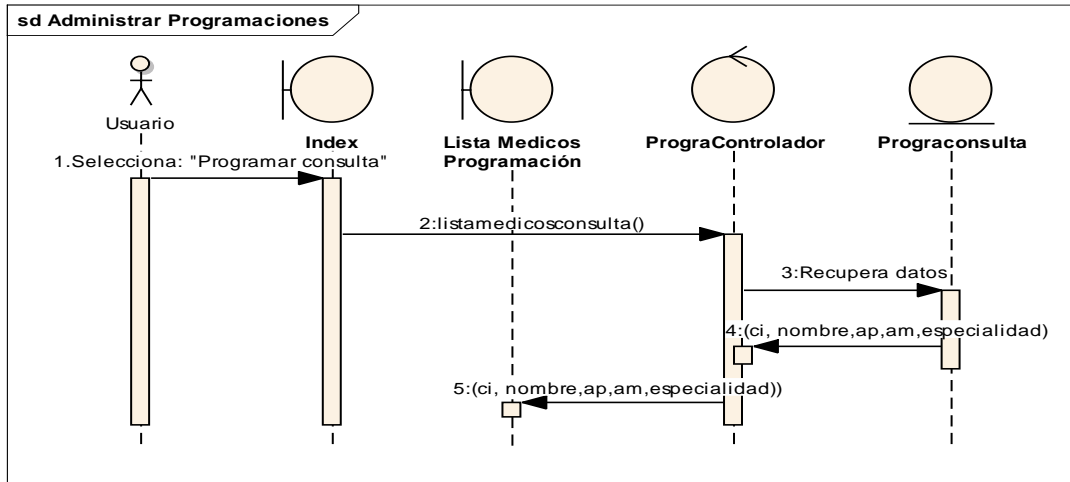 sd Administrar Programaciones
Usuario
Index
Lista Medicos
Programación
PrograControlador
Prograconsulta
1.Selecciona: "Programar consulta"
2:listamedicosconsulta()
3:Recupera datos
4:(ci, nombre,ap,am,especialidad)
5:(ci, nombre,ap,am,especialidad))